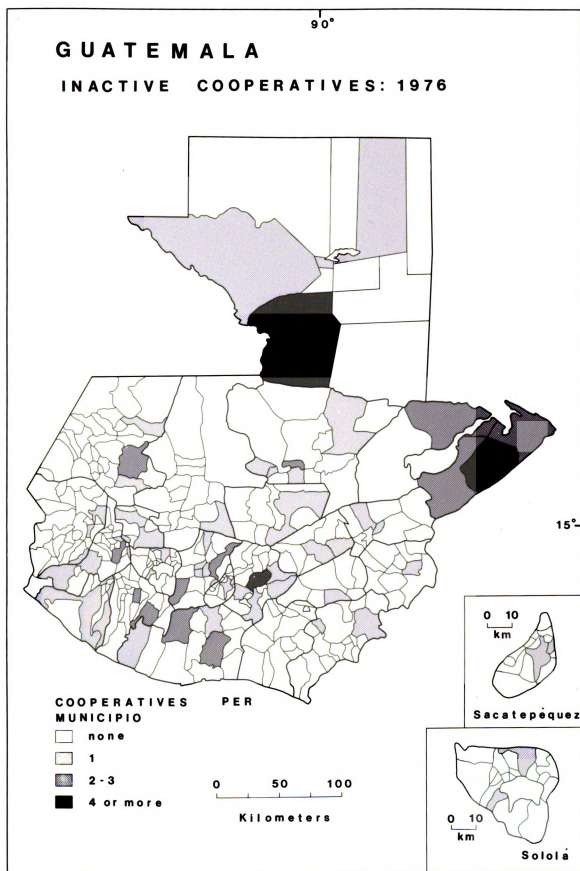 90°
GUATEMALA
INACTIVE COOPERATIVES: 1976
15°
0 10
km
Sacatepéquez
COOPERATIVES PER
MUNICIPIO
none
1
2-3
4 or more
0 50 100
Kilometers
0 10
km
Sololá